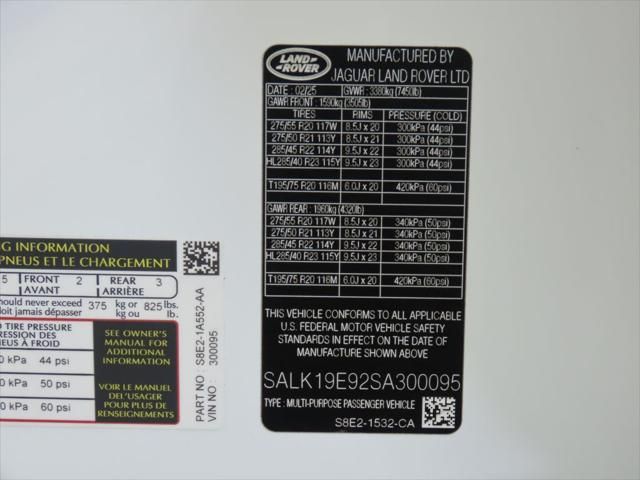 LAND ROVER
MANUFACTURED BY
JAGUAR LAND ROVER LTD
DATE : 02/25 GVWR : 3380kg (7450lb)
GAWR FRONT : 1590kg (3505lb)
TIRES RIMS PRESSURE (COLD)
275/55 R20 117W 8.5J x 20 300kPa (44psi)
275/50 R21 113Y 8.5J x 21 300kPa (44psi)
285/45 R22 114Y 9.5J x 22 300kPa (44psi)
HL285/40 R23 115Y 9.5J x 23 300kPa (44psi)
T195/75 R20 116M 6.0J x 20 420kPa (60psi)
GAWR REAR : 1960kg (4320lb)
275/55 R20 117W 8.5J x 20 340kPa (50psi)
275/50 R21 113Y 8.5J x 21 340kPa (50psi)
285/45 R22 114Y 9.5J x 22 340kPa (50psi)
HL285/40 R23 115Y 9.5J x 23 340kPa (50psi)
T195/75 R20 116M 6.0J x 20 420kPa (60psi)
THIS VEHICLE CONFORMS TO ALL APPLICABLE
U.S. FEDERAL MOTOR VEHICLE SAFETY
STANDARDS IN EFFECT ON THE DATE OF
MANUFACTURE SHOWN ABOVE
SALK19E92SA300095
TYPE : MULTI-PURPOSE PASSENGER VEHICLE
S8E2-1532-CA
NG INFORMATION
PNEUS ET LE CHARGEMENT
5 FRONT 2 REAR 3
AVANT ARRIÈRE
hould never exceed 375 kg or 825 lbs.
doit jamais dépasser kg ou lb.
TIRE PRESSURE
RESSION DES
NEUS À FROID
0 kPa 44 psi
0 kPa 50 psi
0 kPa 60 psi
SEE OWNER'S
MANUAL FOR
ADDITIONAL
INFORMATION
VOIR LE MANUEL
DEL'USAGER
POUR PLUS DE
RENSEIGNEMENTS
PART NO : S8E2-1A552-AA
VIN NO : 300095